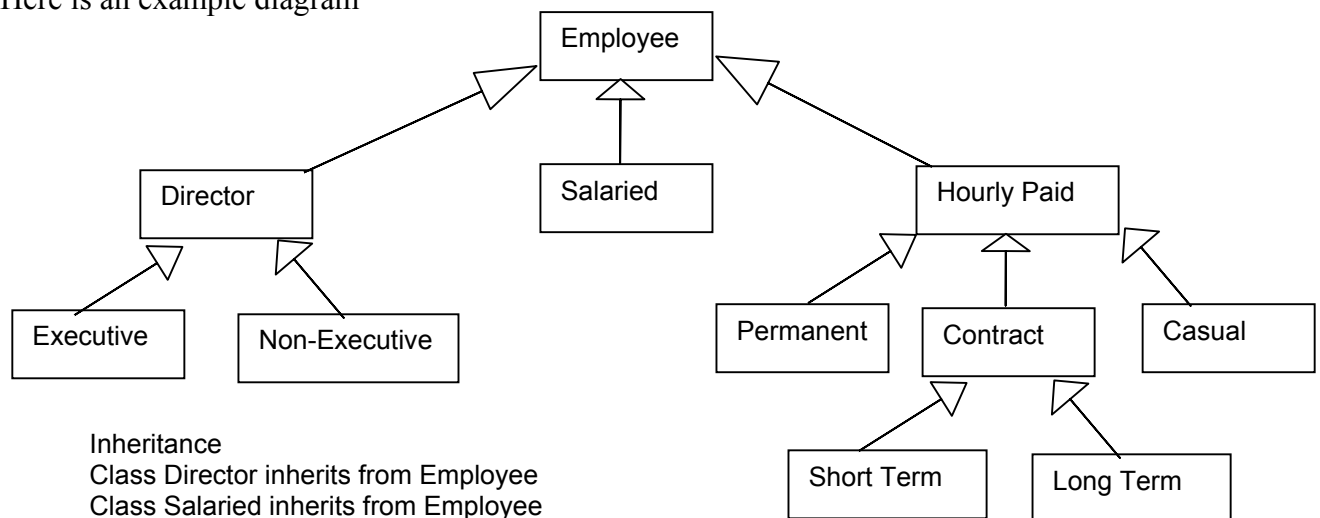 Here is an example diagram
Employee
Director
Salaried
Hourly Paid
Executive
Non-Executive
Permanent
Contract
Casual
Short Term
Long Term
Inheritance
Class Director inherits from Employee
Class Salaried inherits from Employee